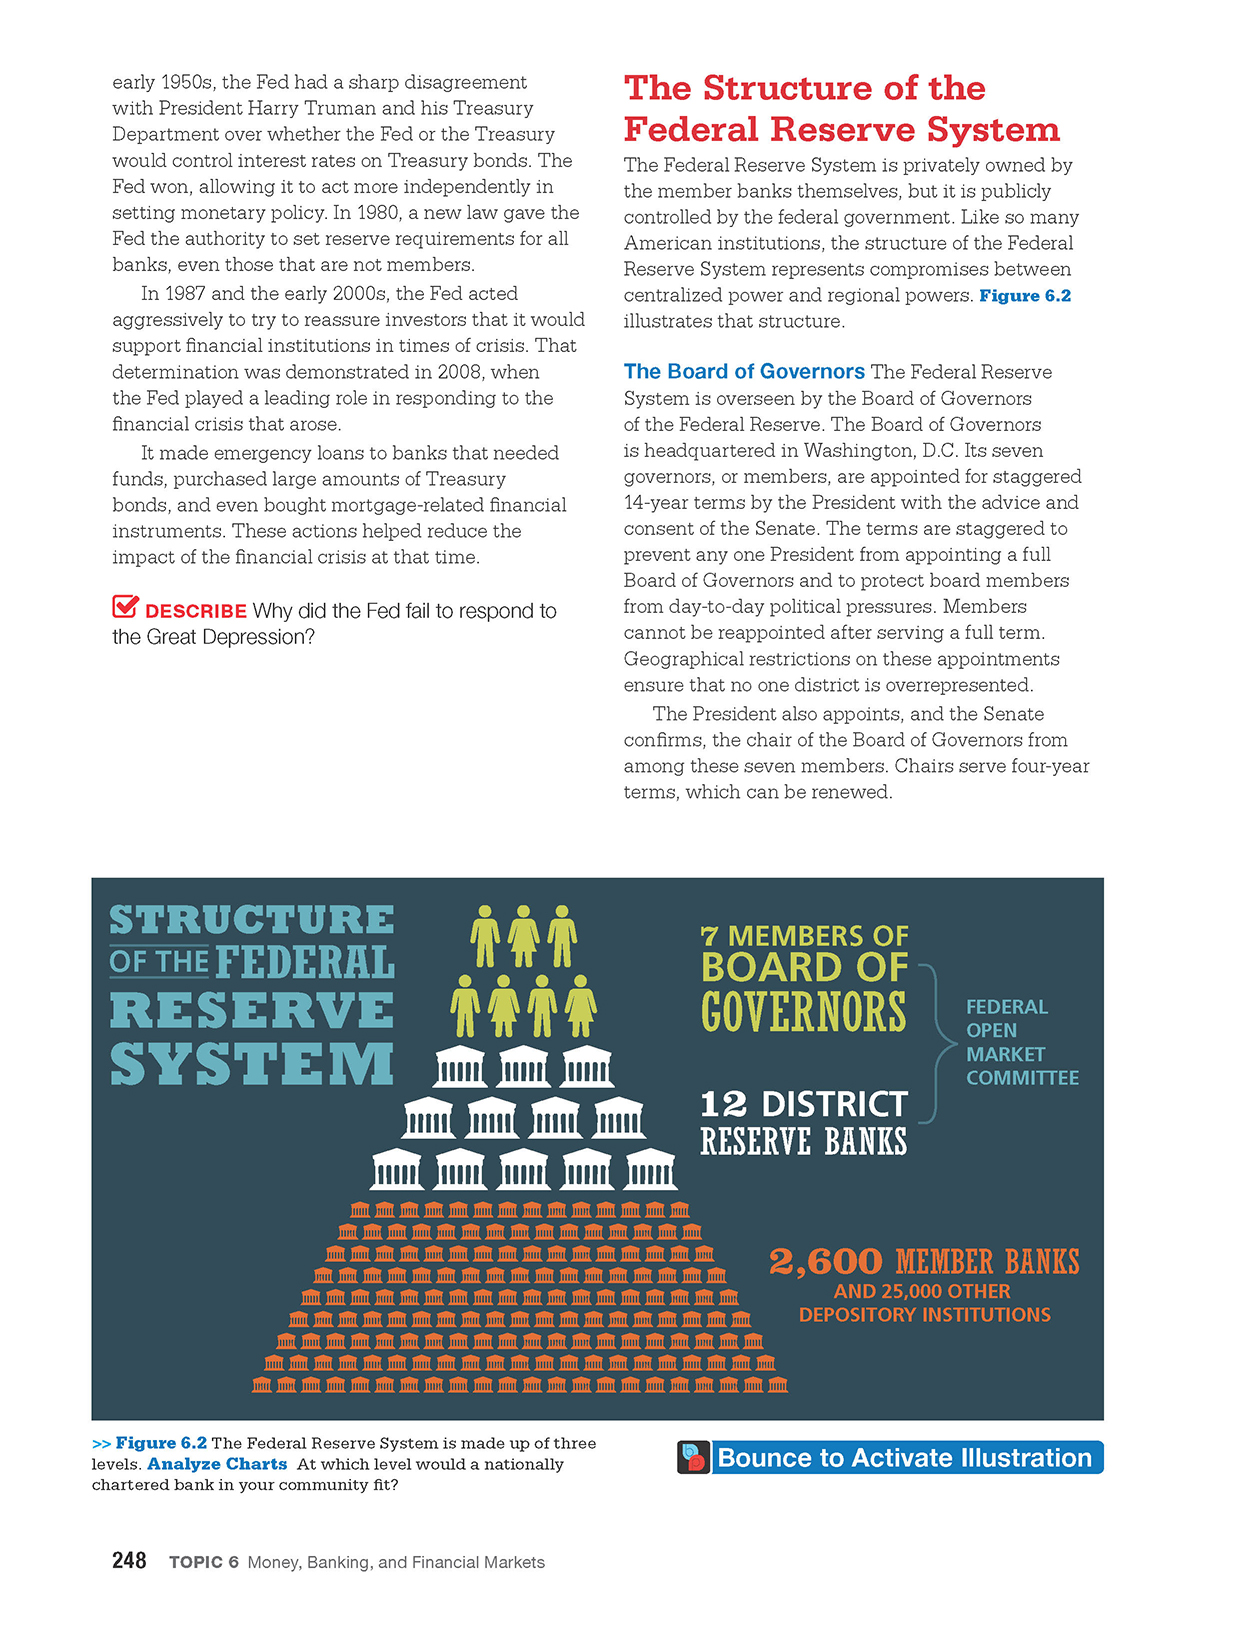 early 1950s, the Fed had a sharp disagreement
with President Harry Truman and his Treasury
Department over whether the Fed or the Treasury
would control interest rates on Treasury bonds. The
Fed won, allowing it to act more independently in
setting monetary policy. In 1980, a new law gave the
Fed the authority to set reserve requirements for all
banks, even those that are not members.
In 1987 and the early 2000s, the Fed acted
aggressively to try to reassure investors that it would
support financial institutions in times of crisis. That
determination was demonstrated in 2008, when
the Fed played a leading role in responding to the
financial crisis that arose.
It made emergency loans to banks that needed
funds, purchased large amounts of Treasury
bonds, and even bought mortgage-related financial
instruments. These actions helped reduce the
impact of the financial crisis at that time.
DESCRIBE Why did the Fed fail to respond to
the Great Depression?
The Structure of the
Federal Reserve System
The Federal Reserve System is privately owned by
the member banks themselves, but it is publicly
controlled by the federal government. Like so many
American institutions, the structure of the Federal
Reserve System represents compromises between
centralized power and regional powers. Figure 6.2
illustrates that structure.
The Board of Governors The Federal Reserve
System is overseen by the Board of Governors
of the Federal Reserve. The Board of Governors
is headquartered in Washington, D.C. Its seven
governors, or members, are appointed for staggered
14-year terms by the President with the advice and
consent of the Senate. The terms are staggered to
prevent any one President from appointing a full
Board of Governors and to protect board members
from day-to-day political pressures. Members
cannot be reappointed after serving a full term.
Geographical restrictions on these appointments
ensure that no one district is overrepresented.
The President also appoints, and the Senate
confirms, the chair of the Board of Governors from
among these seven members. Chairs serve four-year
terms, which can be renewed.
STRUCTURE
OF THE FEDERAL
RESERVE
SYSTEM
7 MEMBERS OF
BOARD OF
GOVERNORS
FEDERAL
OPEN
MARKET
COMMITTEE
12 DISTRICT
RESERVE BANKS
2,600 MEMBER BANKS
AND 25,000 OTHER
DEPOSITORY INSTITUTIONS
>> Figure 6.2 The Federal Reserve System is made up of three
levels. Analyze Charts At which level would a nationally
chartered bank in your community fit?
Bounce to Activate Illustration
248 TOPIC 6 Money, Banking, and Financial Markets